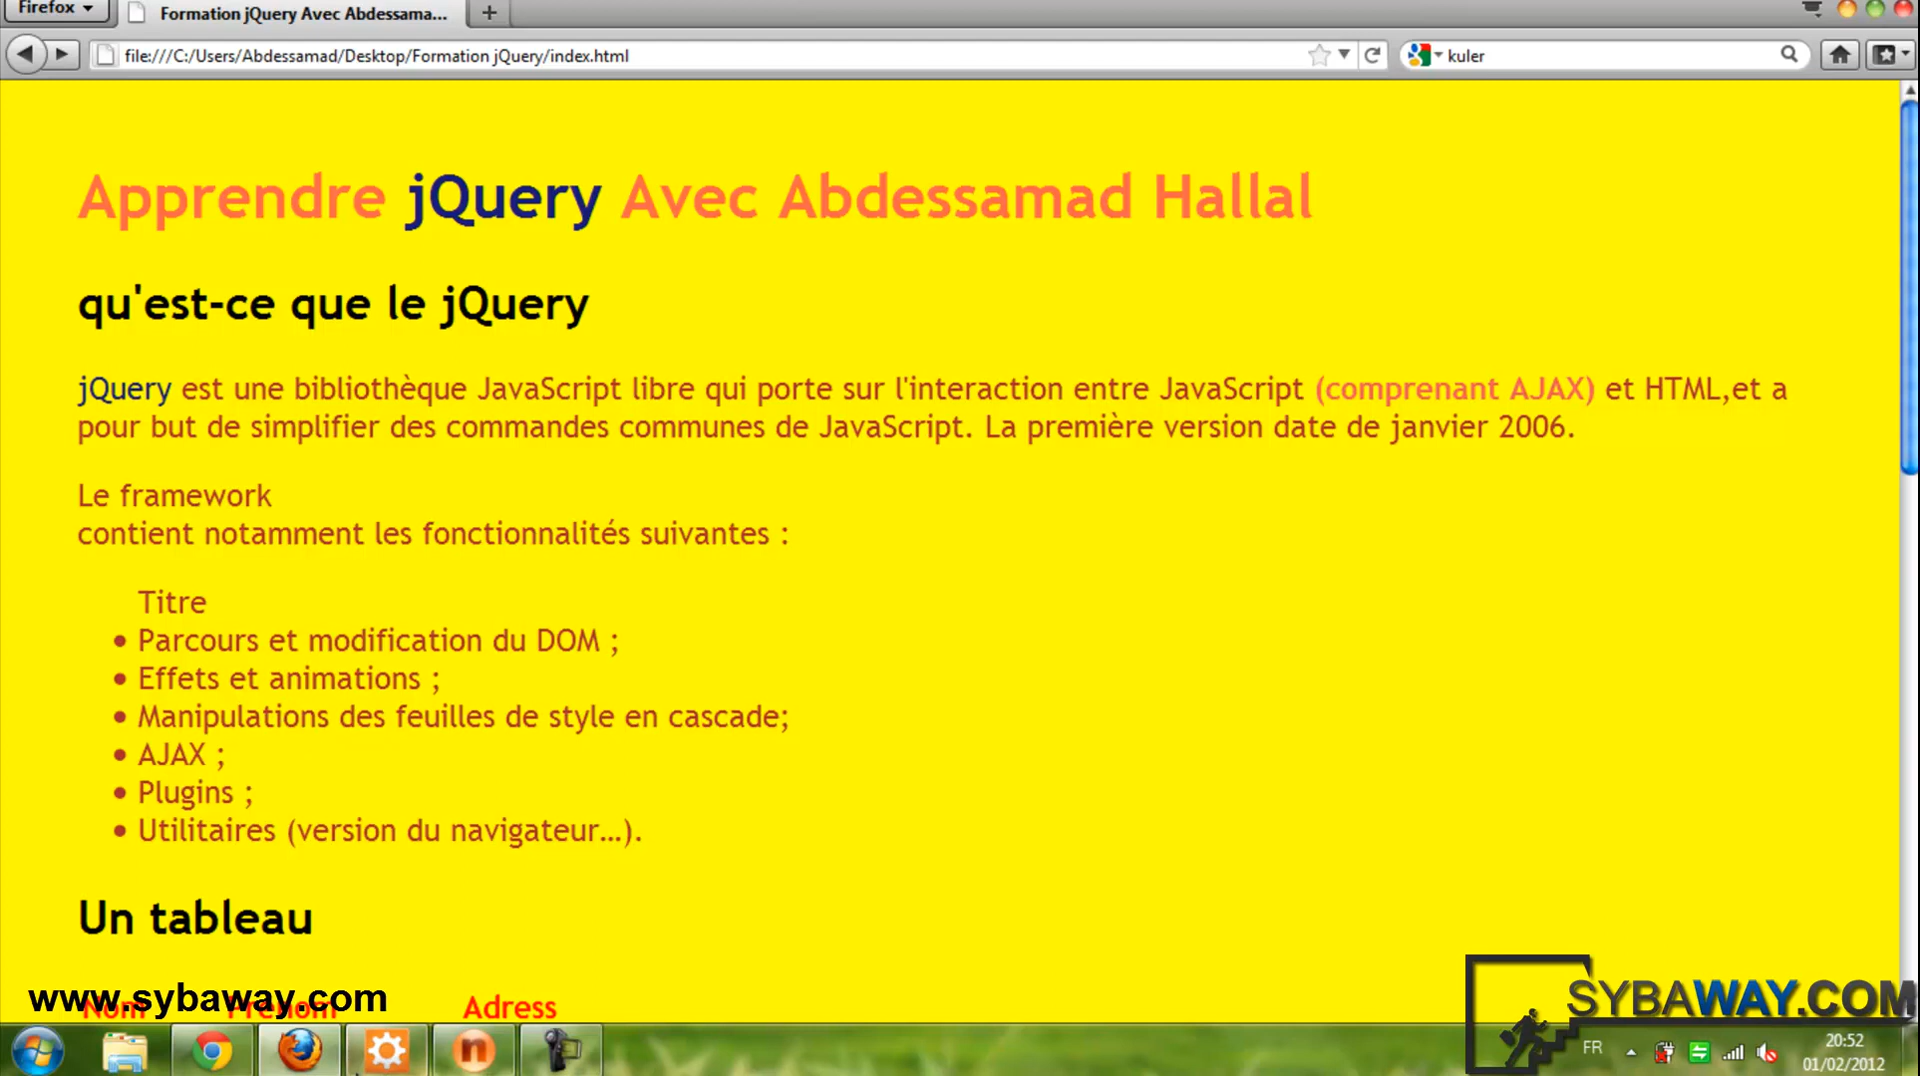 Firefox
Formation jQuery Avec Abdessama...
file:///C:/Users/Abdessamad/Desktop/Formation jQuery/index.html
kuler
Apprendre jQuery Avec Abdessamad Hallal
qu'est-ce que le jQuery
jQuery est une bibliothèque JavaScript libre qui porte sur l'interaction entre JavaScript (comprenant AJAX) et HTML,et a
pour but de simplifier des commandes communes de JavaScript. La première version date de janvier 2006.
Le framework
contient notamment les fonctionnalités suivantes :
Titre
• Parcours et modification du DOM ;
• Effets et animations ;
• Manipulations des feuilles de style en cascade;
• AJAX ;
• Plugins ;
• Utilitaires (version du navigateur…).
Un tableau
Nom Prénom Adress
www.sybaway.com
SYBAWAY.COM
FR
20:52
01/02/2012